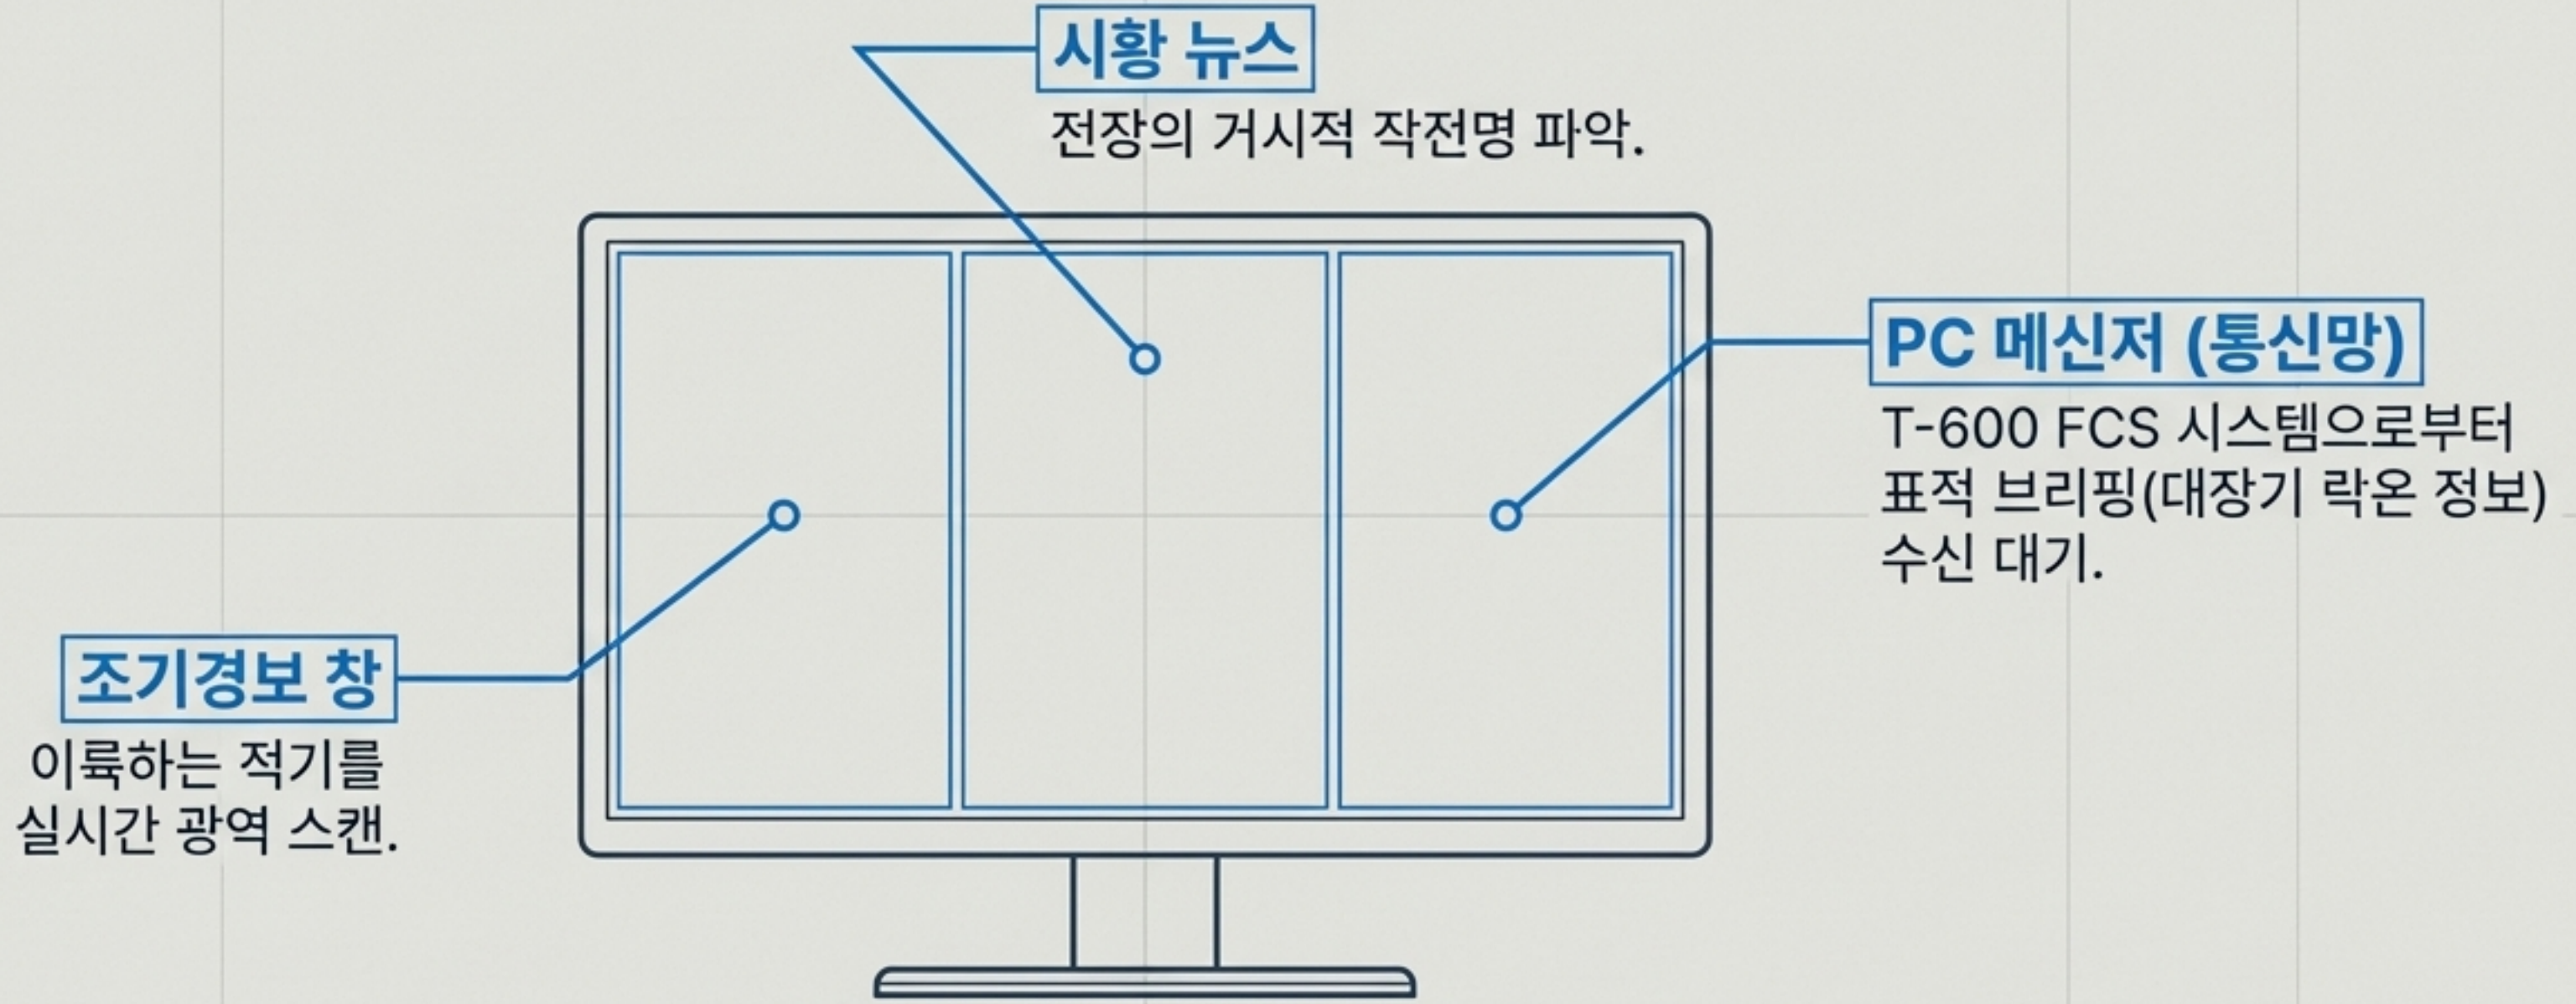 시황 뉴스
전장의 거시적 작전명 파악.
PC 메신저 (통신망)
T-600 FCS 시스템으로부터
표적 브리핑(대장기 락온 정보)
수신 대기.
조기경보 창
이륙하는 적기를
실시간 광역 스캔.